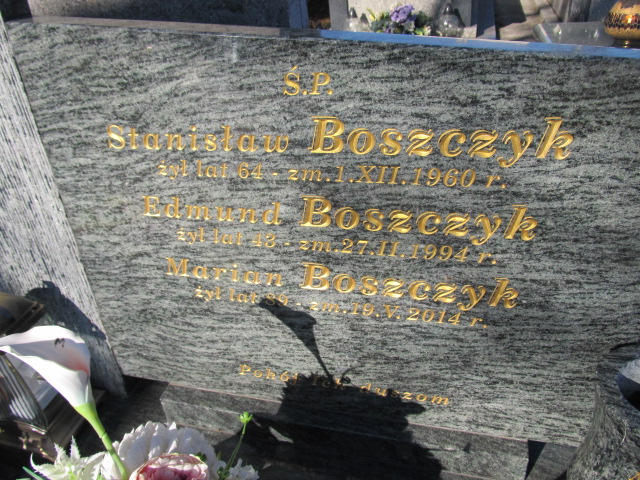 Ś.P.
Stanisław Boszczyk
żył lat 64 - zm.1.XII.1960 r.
Edmund Boszczyk
żył lat 43 - zm.27.II.1994 r.
Marian Boszczyk
żył lat 89 - zm.19.V.2014 r.
Pokój duszom